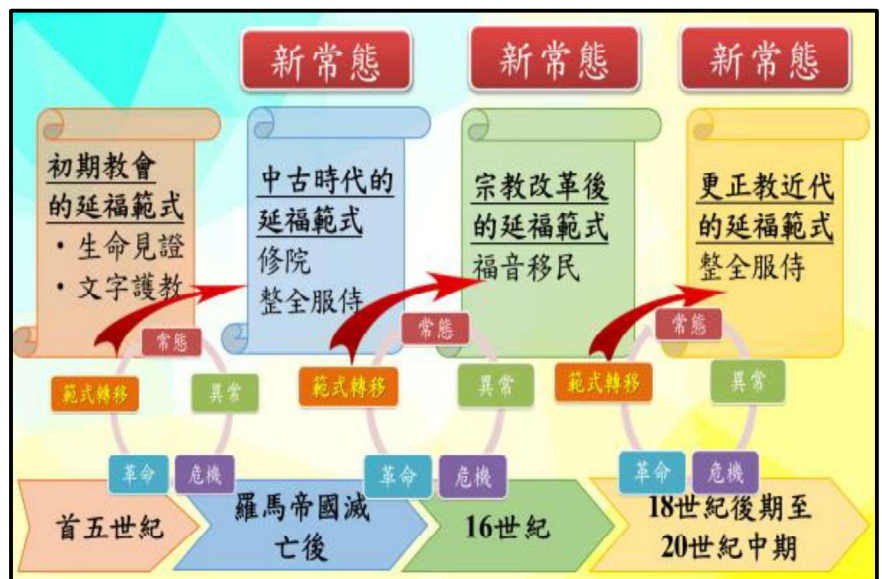 新常態
新常態
新常態
初期教會
的延福範式
・生命見證
・文字護教
中古時代的
延福範式
修院
整全服侍
宗教改革後
的延福範式
福音移民
更正教近代
的延福範式
整全服侍
常態
異常
危機
革命
範式轉移
常態
異常
危機
革命
範式轉移
常態
異常
危機
革命
範式轉移
首五世紀
羅馬帝國滅
亡後
16世紀
18世紀後期至
20世紀中期